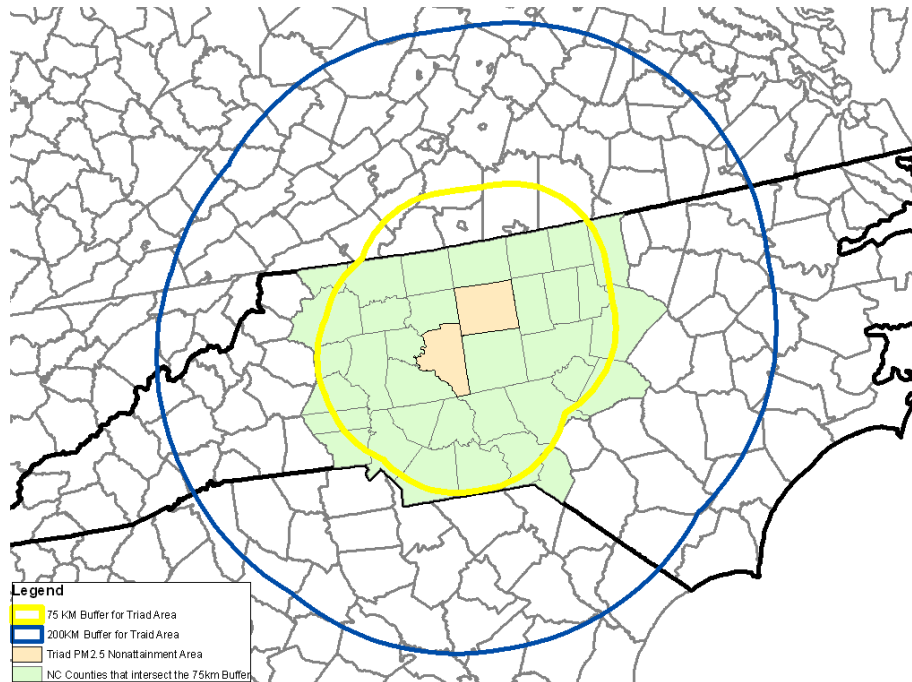 Legend
75 KM Buffer for Triad Area
200KM Buffer for Traid Area
Triad PM2.5 Nonattainment Area
NC Counties that intersect the 75km Buffer